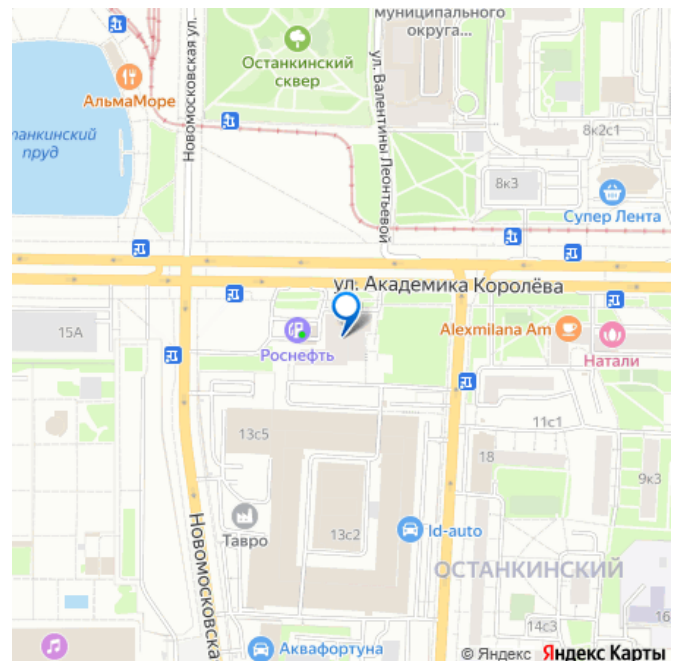 муниципального
округа...
Останкинский
сквер
АльмаМоре
Новомосковская ул.
ул. Валентины Леонтьевой
танкинский
пруд
8к2с1
8к3
Супер Лента
ул. Академика Королёва
15А
Роснефть
Alexmilana Am
Натали
11с1
13с5
18
9к3
Тавро
13с2
Id-auto
Новомосковска
ОСТАНКИНСКИЙ
14с3
16
Аквафортуна
© Яндекс Яндекс Карты